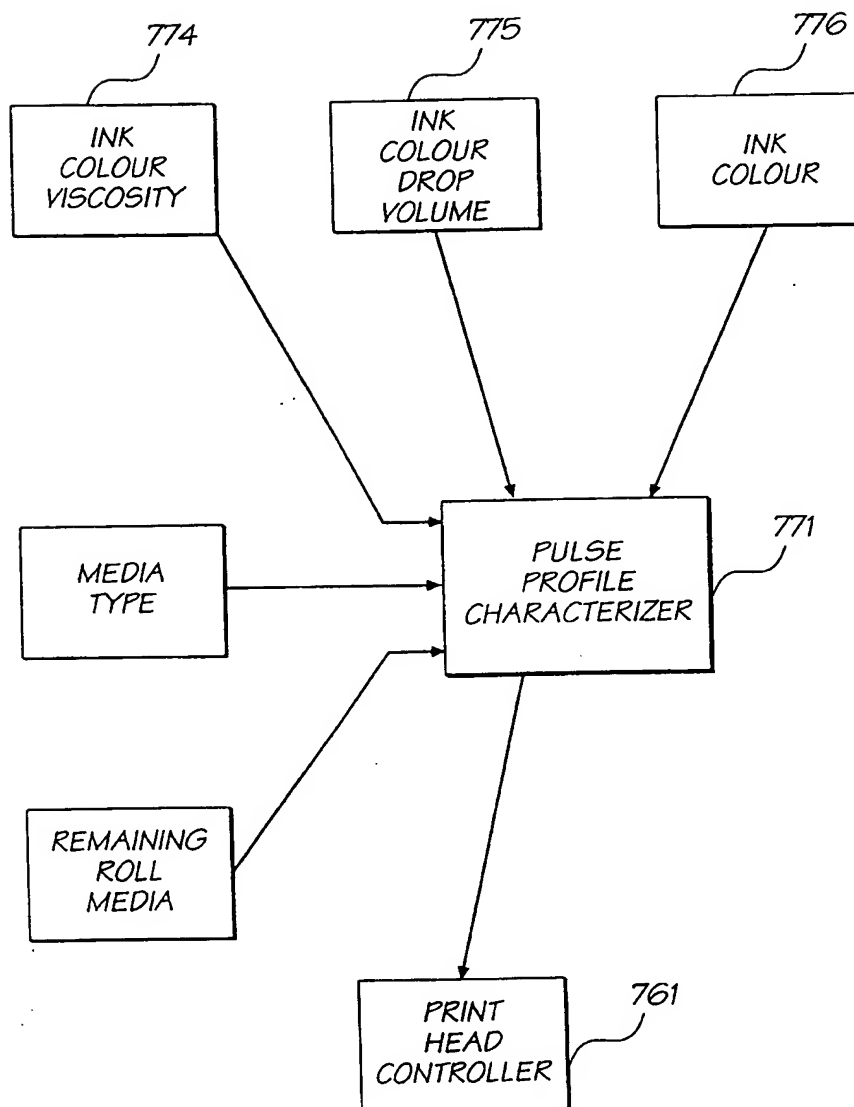 774
775
776
INK
COLOUR
VISCOSITY
INK
COLOUR
DROP
VOLUME
INK
COLOUR
771
MEDIA
TYPE
PULSE
PROFILE
CHARACTERIZER
REMAINING
ROLL
MEDIA
761
PRINT
HEAD
CONTROLLER